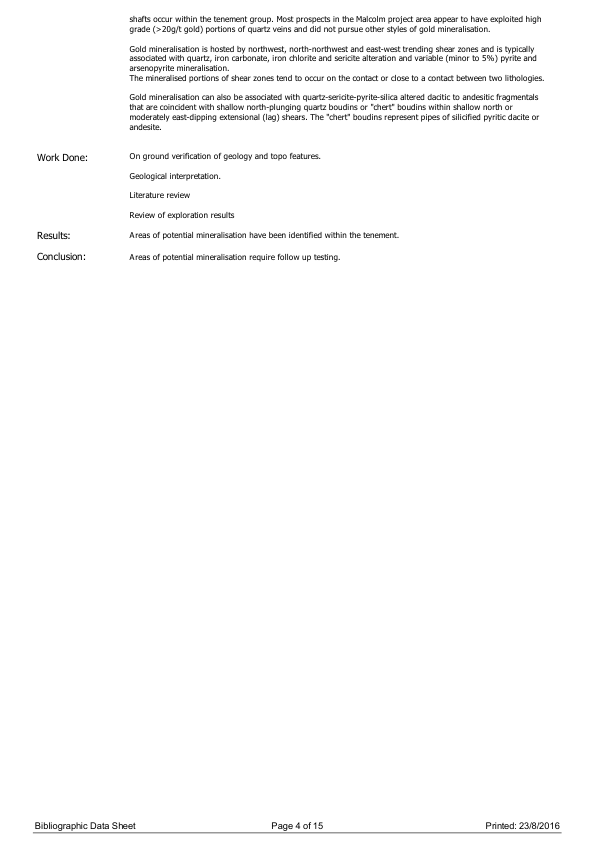 shafts occur within the tenement group. Most prospects in the Malcolm project area appear to have exploited high
grade (>20g/t gold) portions of quartz veins and did not pursue other styles of gold mineralisation.
Gold mineralisation is hosted by northwest, north-northwest and east-west trending shear zones and is typically
associated with quartz, iron carbonate, iron chlorite and sericite alteration and variable (minor to 5%) pyrite and
arsenopyrite mineralisation.
The mineralised portions of shear zones tend to occur on the contact or close to a contact between two lithologies.
Gold mineralisation can also be associated with quartz-sericite-pyrite-silica altered dacitic to andesitic fragmentals
that are coincident with shallow north-plunging quartz boudins or "chert" boudins within shallow north or
moderately east-dipping extensional (lag) shears. The "chert" boudins represent pipes of silicified pyritic dacite or
andesite.
Work Done: On ground verification of geology and topo features.
Geological interpretation.
Literature review
Review of exploration results
Results: Areas of potential mineralisation have been identified within the tenement.
Conclusion: Areas of potential mineralisation require follow up testing.
Bibliographic Data Sheet Page 4 of 15 Printed: 23/8/2016